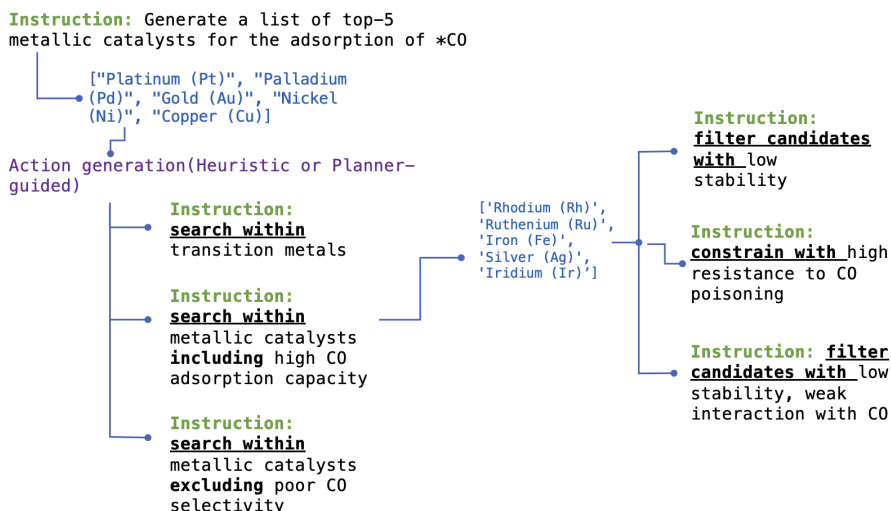 Instruction: Generate a list of top-5
metallic catalysts for the adsorption of *CO
["Platinum (Pt)", "Palladium
(Pd)", "Gold (Au)", "Nickel
(Ni)", "Copper (Cu)]
Action generation(Heuristic or Planner-
guided)
Instruction:
search within
transition metals
Instruction:
search within
metallic catalysts
including high CO
adsorption capacity
Instruction:
search within
metallic catalysts
excluding poor CO
selectivity
['Rhodium (Rh)',
'Ruthenium (Ru)',
'Iron (Fe)',
'Silver (Ag)',
'Iridium (Ir)’]
Instruction:
filter candidates
with low
stability
Instruction:
constrain with high
resistance to CO
poisoning
Instruction: filter
candidates with low
stability, weak
interaction with CO